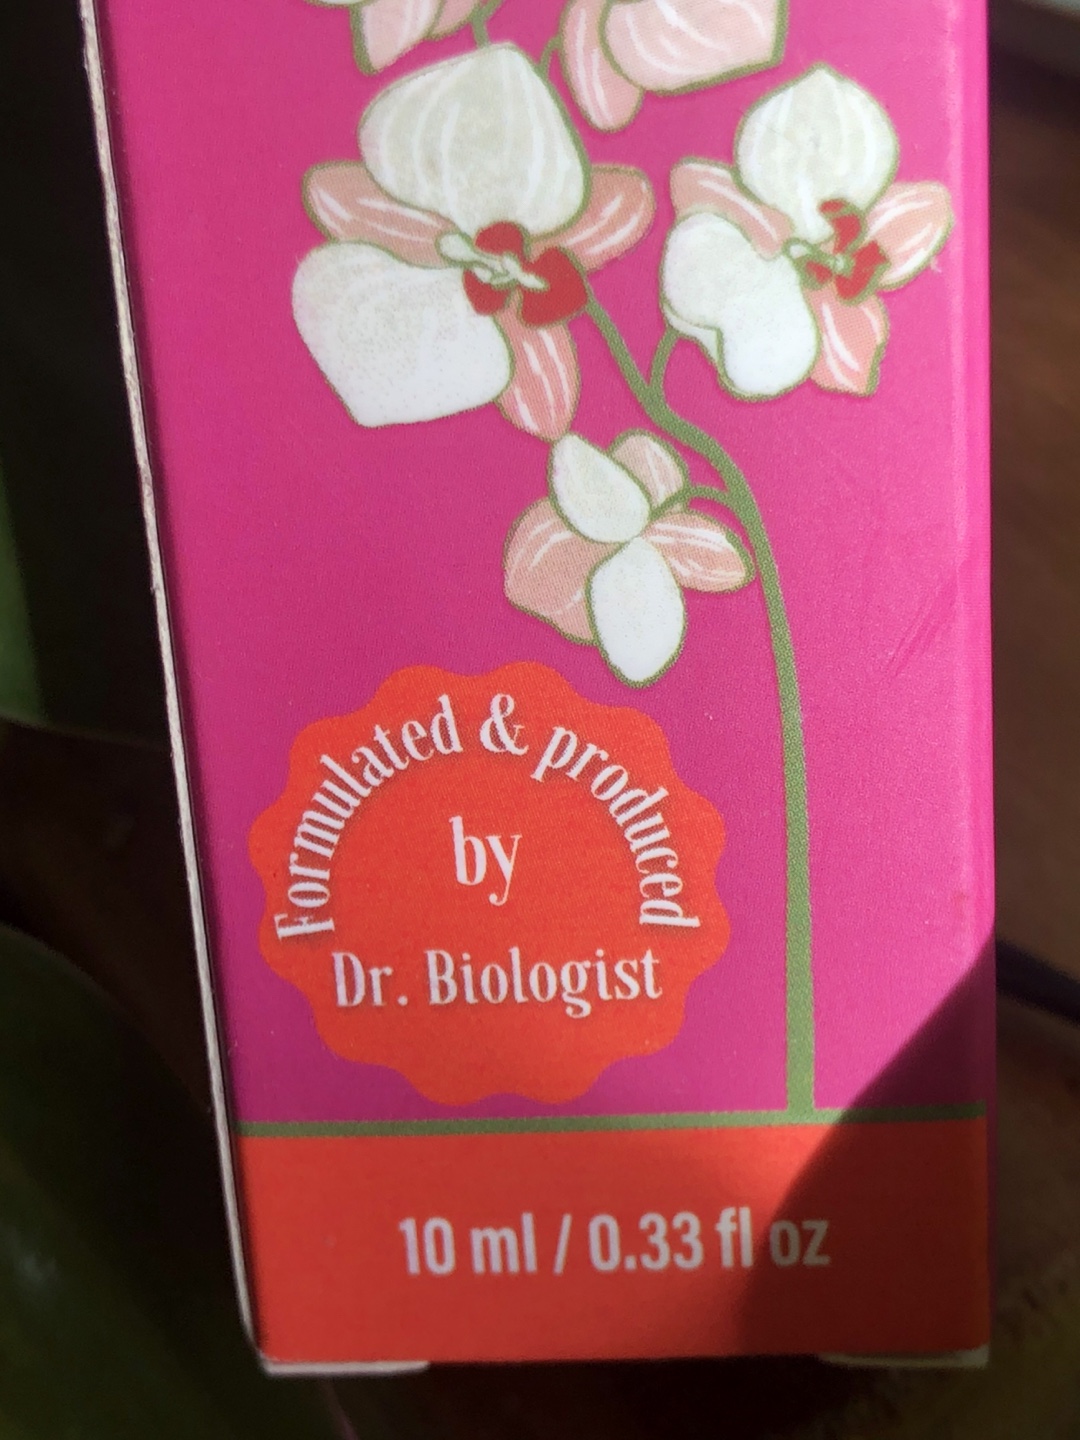 Formulated & produced
by
Dr. Biologist
10 ml / 0.33 fl oz